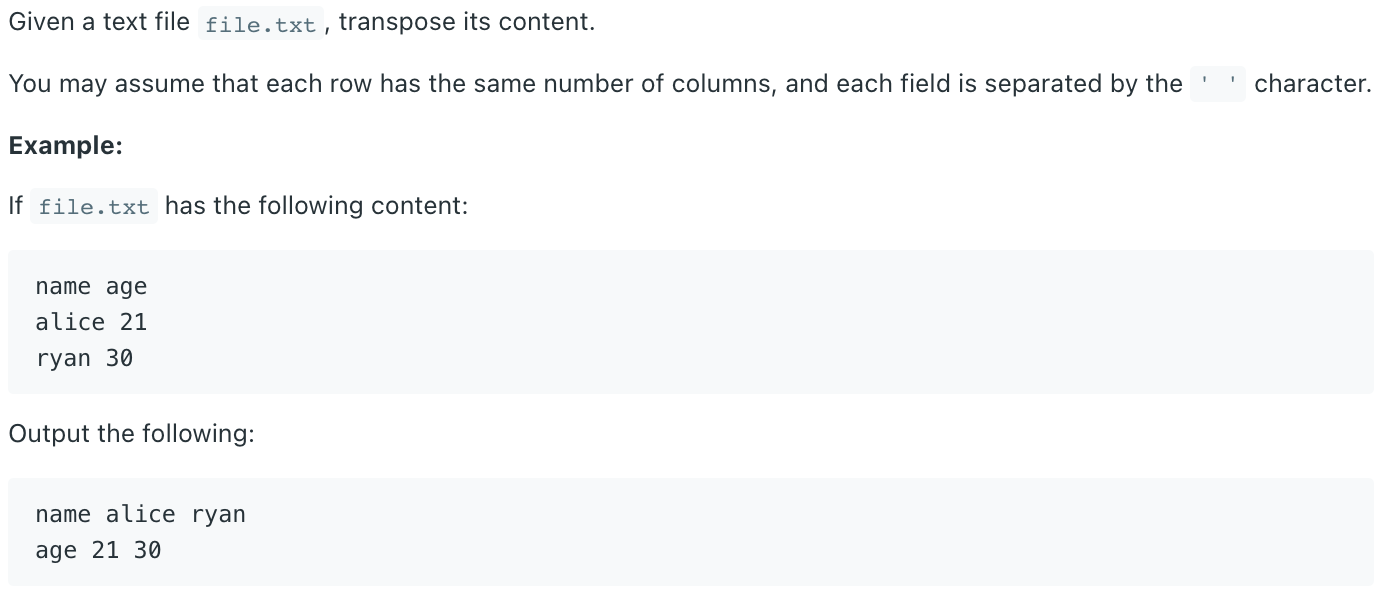 Given a text file file.txt, transpose its content.
You may assume that each row has the same number of columns, and each field is separated by the ' ' character.
Example:
If file.txt has the following content:
name age
alice 21
ryan 30
Output the following:
name alice ryan
age 21 30